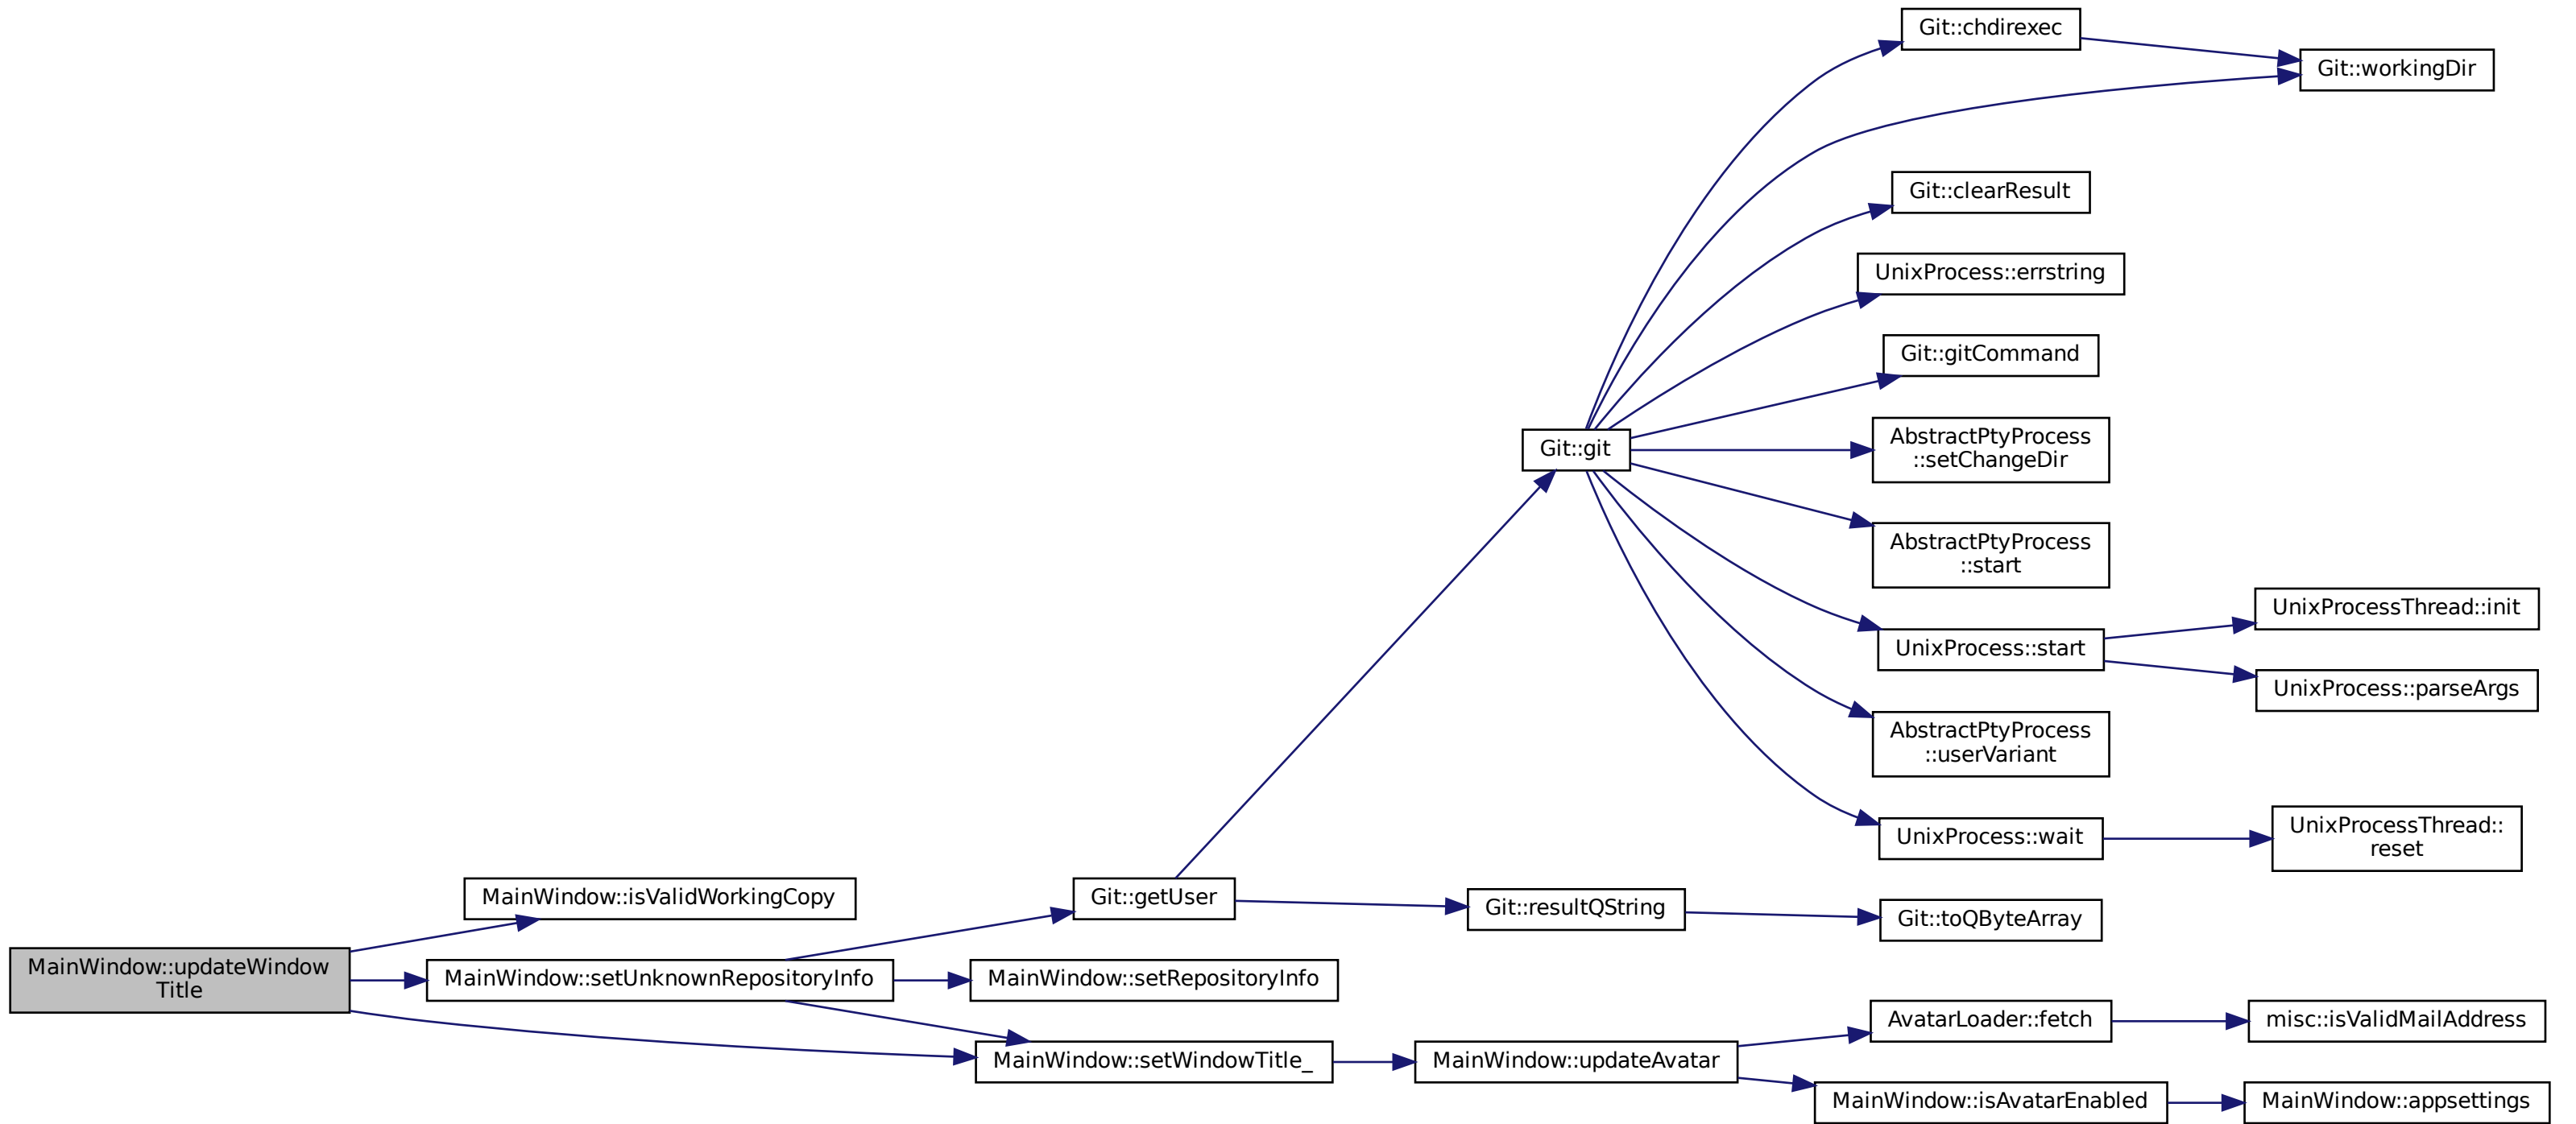 Git::chdirexec
Git::workingDir
Git::clearResult
UnixProcess::errstring
Git::gitCommand
Git::git
AbstractPtyProcess
::setChangeDir
AbstractPtyProcess
::start
UnixProcessThread::init
UnixProcess::start
UnixProcess::parseArgs
AbstractPtyProcess
::userVariant
UnixProcess::wait
UnixProcessThread::
reset
MainWindow::isValidWorkingCopy
Git::getUser
Git::resultQString
Git::toQByteArray
MainWindow::updateWindow
Title
MainWindow::setUnknownRepositoryInfo
MainWindow::setRepositoryInfo
AvatarLoader::fetch
misc::isValidMailAddress
MainWindow::setWindowTitle_
MainWindow::updateAvatar
MainWindow::isAvatarEnabled
MainWindow::appsettings